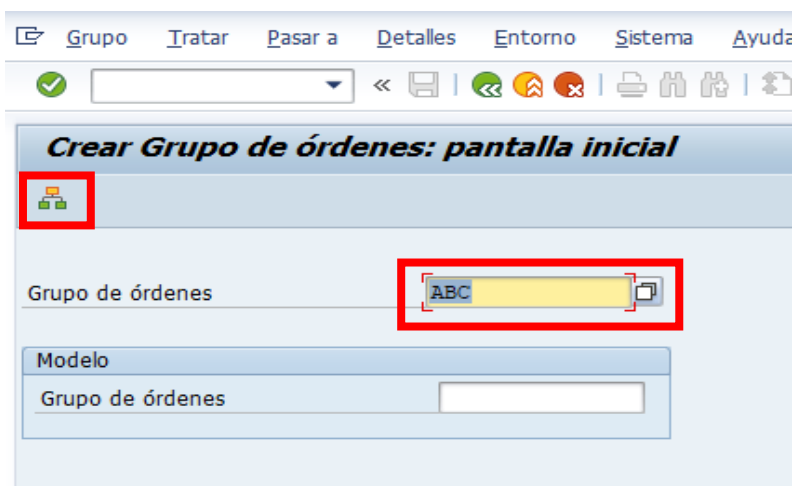 Grupo Tratar Pasar a Detalles Entorno Sistema Ayuda
Crear Grupo de órdenes: pantalla inicial
Grupo de órdenes ABC
Modelo
Grupo de órdenes